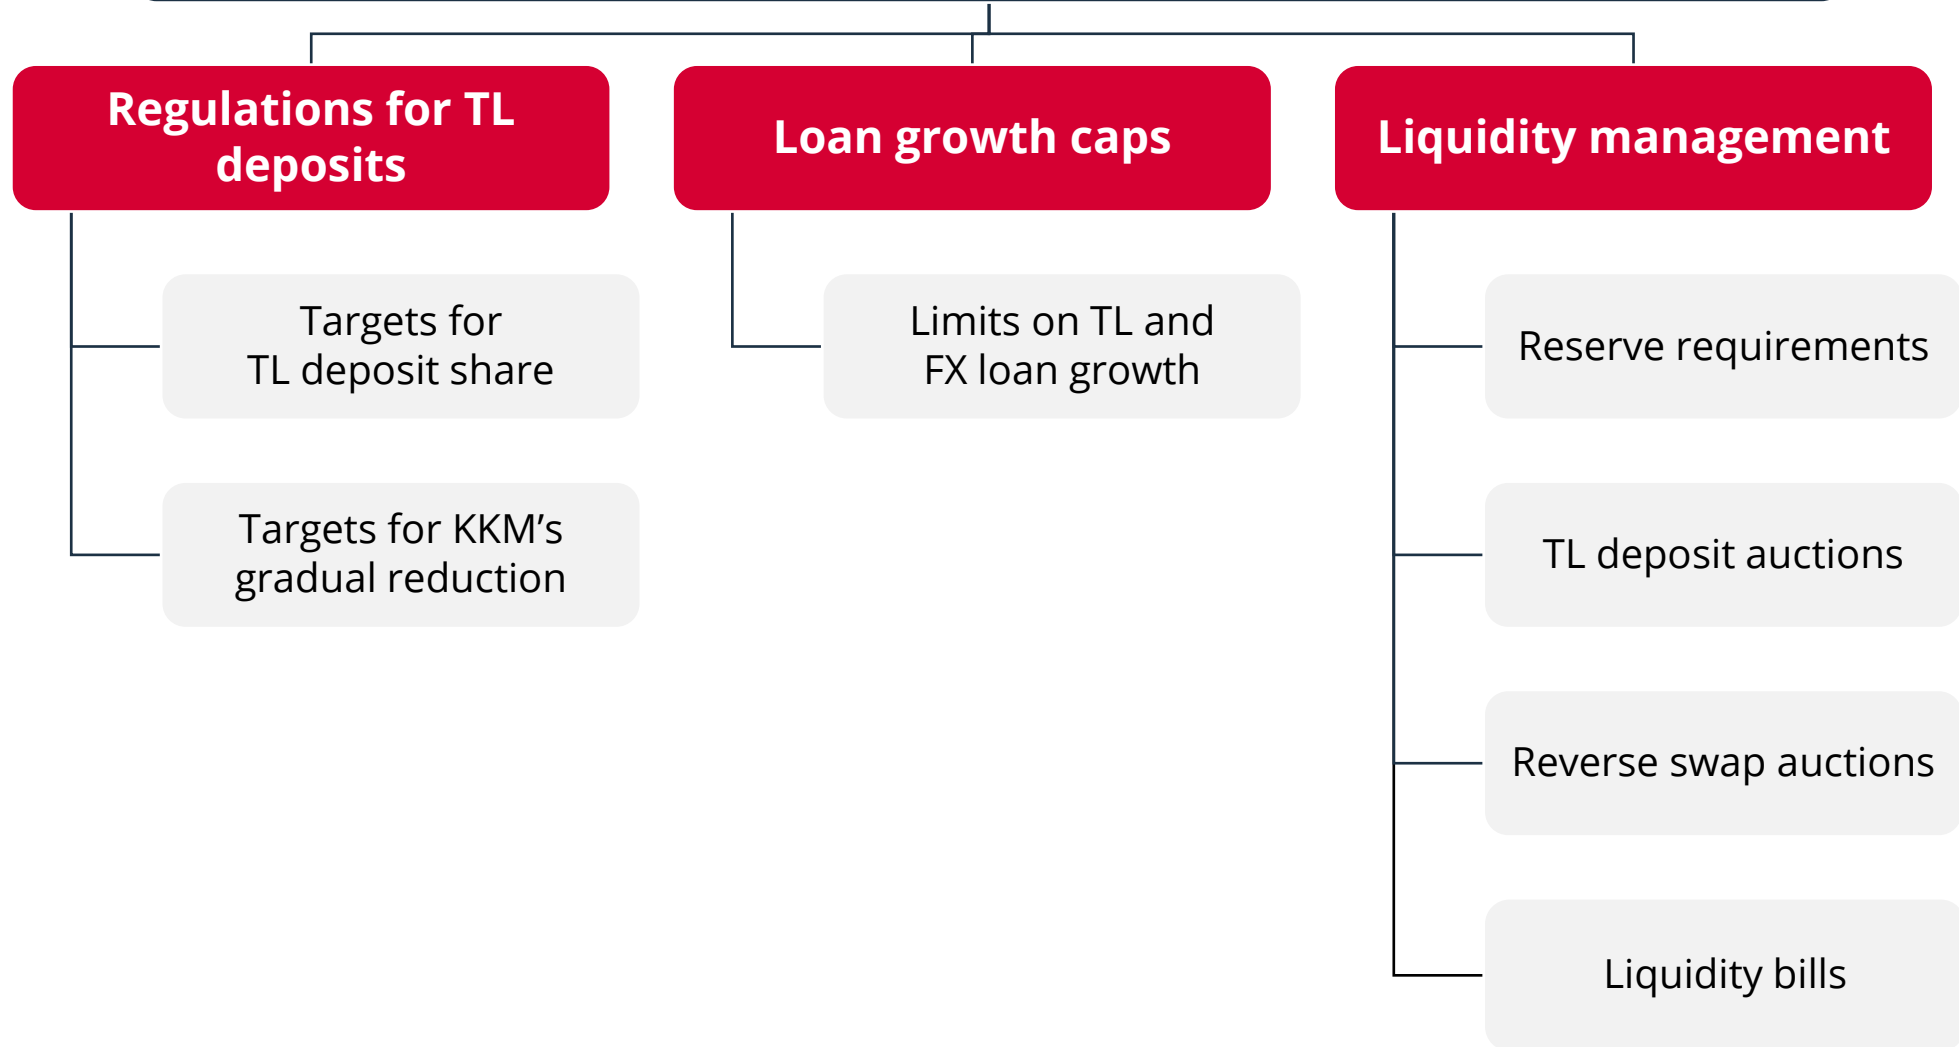 Regulations for TL
deposits
Targets for
TL deposit share
Targets for KKM’s
gradual reduction
Loan growth caps
Limits on TL and
FX loan growth
Liquidity management
Reserve requirements
TL deposit auctions
Reverse swap auctions
Liquidity bills